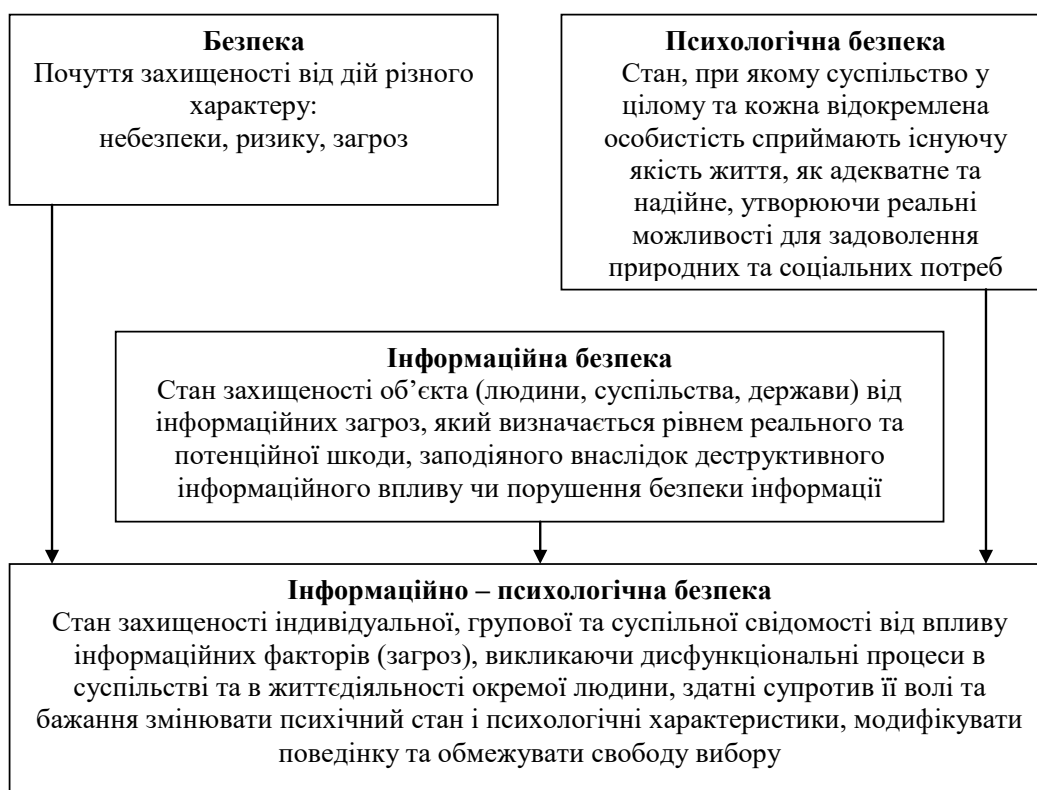 Безпека
Почуття захищеності від дій різного
характеру:
небезпеки, ризику, загроз
Психологічна безпека
Стан, при якому суспільство у
цілому та кожна відокремлена
особистість сприймають існуючу
якість життя, як адекватне та
надійне, утворюючи реальні
можливості для задоволення
природних та соціальних потреб
Інформаційна безпека
Стан захищеності об’єкта (людини, суспільства, держави) від
інформаційних загроз, який визначається рівнем реального та
потенційної шкоди, заподіяного внаслідок деструктивного
інформаційного впливу чи порушення безпеки інформації
Інформаційно – психологічна безпека
Стан захищеності індивідуальної, групової та суспільної свідомості від впливу
інформаційних факторів (загроз), викликаючи дисфункціональні процеси в
суспільстві та в життєдіяльності окремої людини, здатні супротив її волі та
бажання змінювати психічний стан і психологічні характеристики, модифікувати
поведінку та обмежувати свободу вибору